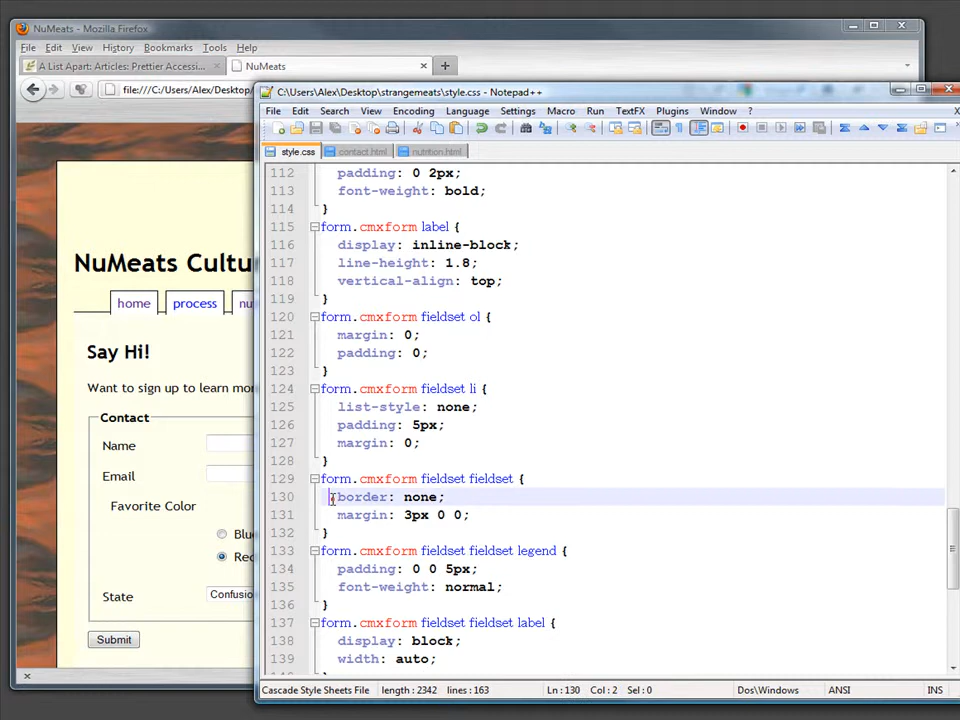 NuMeats - Mozilla Firefox
File Edit View History Bookmarks Tools Help
A List Apart: Articles: Prettier Accessi... NuMeats
file:///C:/Users/Alex/Desktop/
NuMeats Cultu
home process nu
Say Hi!
Want to sign up to learn mor
Contact
Name
Email
Favorite Color
Blu
Red
State Confusio
Submit
C:\Users\Alex\Desktop\strangemeats\style.css - Notepad++
File Edit Search View Encoding Language Settings Macro Run TextFX Plugins Window ? X
style.css contact.html nutrition.html
112 padding: 0 2px;
113 font-weight: bold;
114 }
115 form.cmxform label {
116 display: inline-block;
117 line-height: 1.8;
118 vertical-align: top;
119 }
120 form.cmxform fieldset ol {
121 margin: 0;
122 padding: 0;
123 }
124 form.cmxform fieldset li {
125 list-style: none;
126 padding: 5px;
127 margin: 0;
128 }
129 form.cmxform fieldset fieldset {
130 border: none;
131 margin: 3px 0 0;
132 }
133 form.cmxform fieldset fieldset legend {
134 padding: 0 0 5px;
135 font-weight: normal;
136 }
137 form.cmxform fieldset fieldset label {
138 display: block;
139 width: auto;
Cascade Style Sheets File length : 2342 lines : 163 Ln : 130 Col : 2 Sel : 0 Dos\Windows ANSI INS